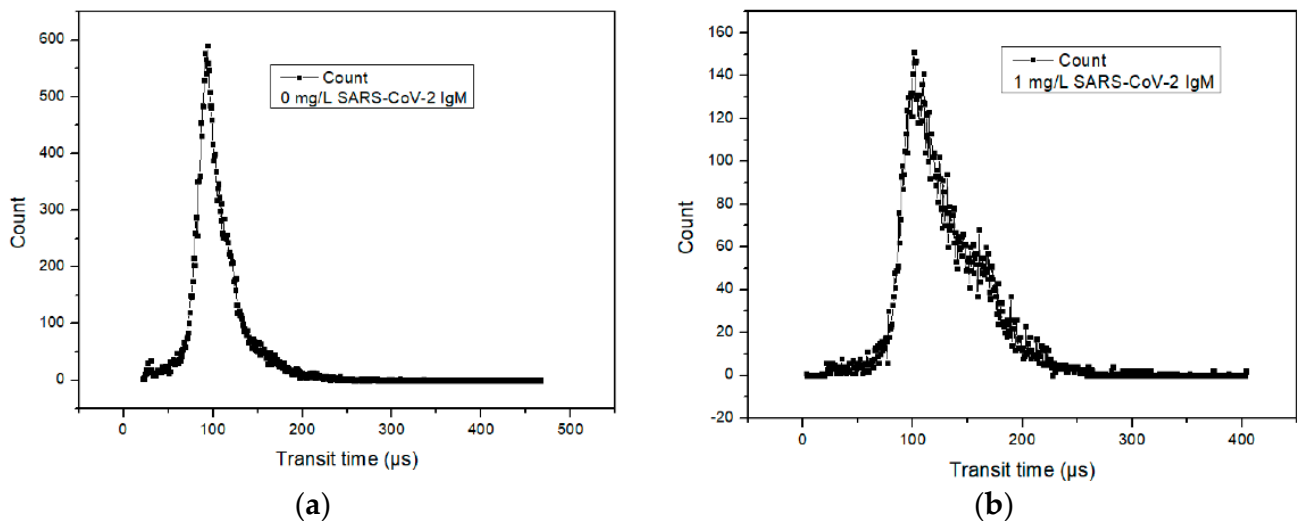 600
500
400
300
200
100
0
Count
Count
0 mg/L SARS-CoV-2 IgM
0 100 200 300 400 500
Transit time (µs)
(a)
160
140
120
100
80
60
40
20
0
-20
Count
Count
1 mg/L SARS-CoV-2 IgM
0 100 200 300 400
Transit time (µs)
(b)